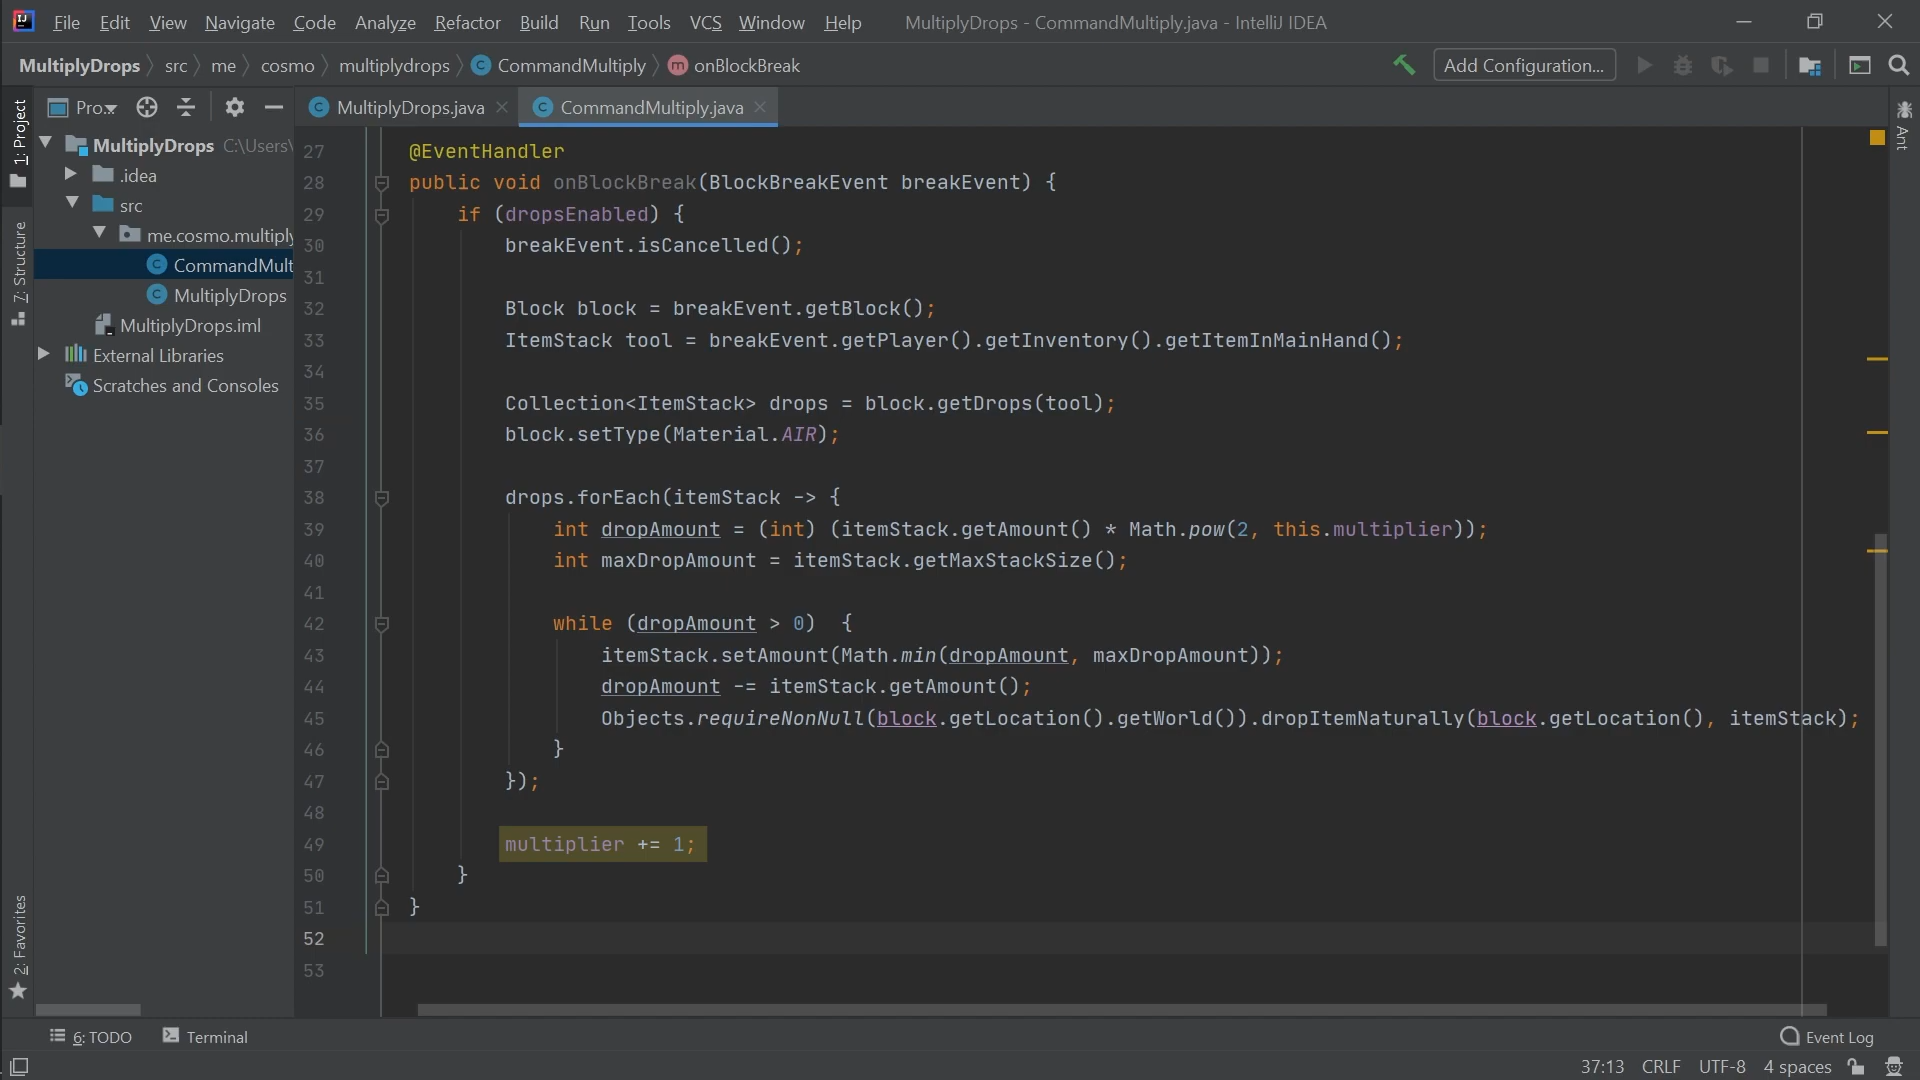 File Edit View Navigate Code Analyze Refactor Build Run Tools VCS Window Help MultiplyDrops - CommandMultiply.java - IntelliJ IDEA
MultiplyDrops src me cosmo multiplydrops C CommandMultiply m onBlockBreak Add Configuration...
1: Project
Pro...
C MultiplyDrops.java C CommandMultiply.java
MultiplyDrops C:\Users\
.idea
src
me.cosmo.multiply
C CommandMult
C MultiplyDrops
MultiplyDrops.iml
External Libraries
Scratches and Consoles
7: Structure
2: Favorites
Ant
27 @EventHandler
28 public void onBlockBreak(BlockBreakEvent breakEvent) {
29 if (dropsEnabled) {
30 breakEvent.isCancelled();
31
32 Block block = breakEvent.getBlock();
33 ItemStack tool = breakEvent.getPlayer().getInventory().getItemInMainHand();
34
35 Collection<ItemStack> drops = block.getDrops(tool);
36 block.setType(Material.AIR);
37
38 drops.forEach(itemStack -> {
39 int dropAmount = (int) (itemStack.getAmount() * Math.pow(2, this.multiplier));
40 int maxDropAmount = itemStack.getMaxStackSize();
41
42 while (dropAmount > 0)  {
43 itemStack.setAmount(Math.min(dropAmount, maxDropAmount));
44 dropAmount -= itemStack.getAmount();
45 Objects.requireNonNull(block.getLocation().getWorld()).dropItemNaturally(block.getLocation(), itemStack);
46 }
47 });
48
49 multiplier += 1;
50 }
51 }
52
53
6: TODO Terminal Event Log
37:13 CRLF UTF-8 4 spaces